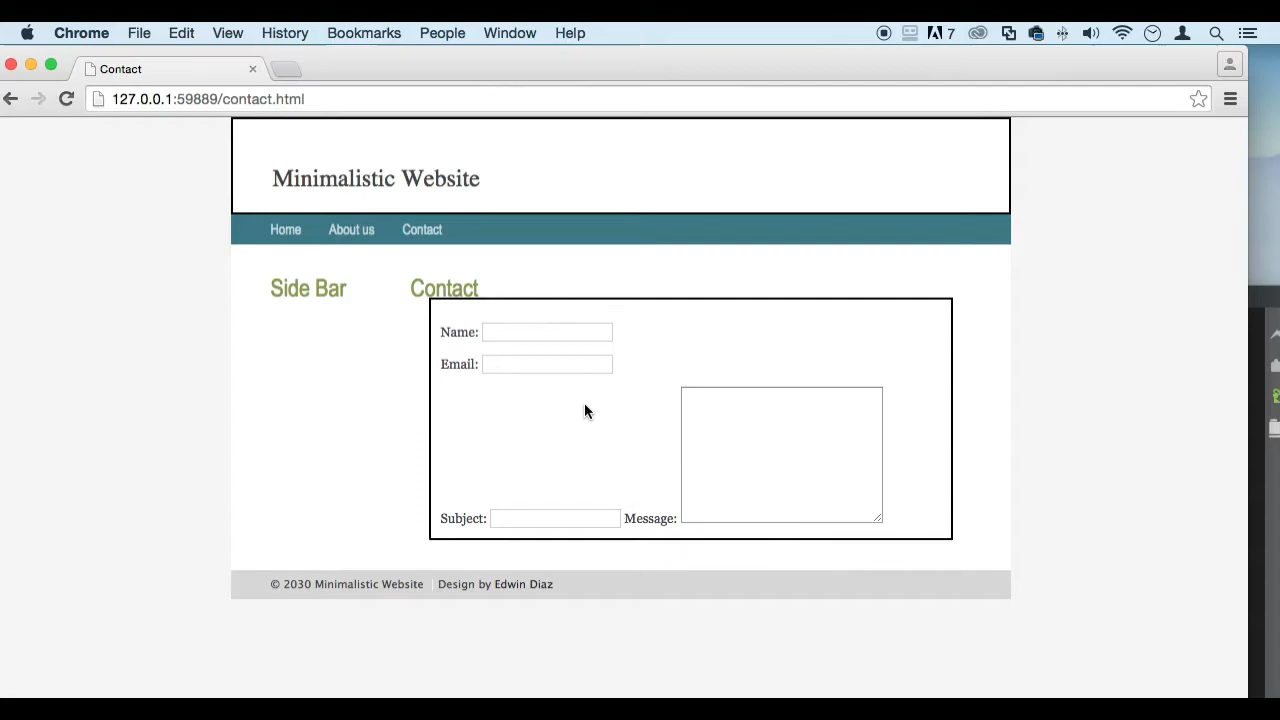 Chrome File Edit View History Bookmarks People Window Help 7
Contact
127.0.0.1:59889/contact.html
Minimalistic Website
Home About us Contact
Side Bar Contact
Name:
Email:
Subject: Message:
© 2030 Minimalistic Website | Design by Edwin Diaz